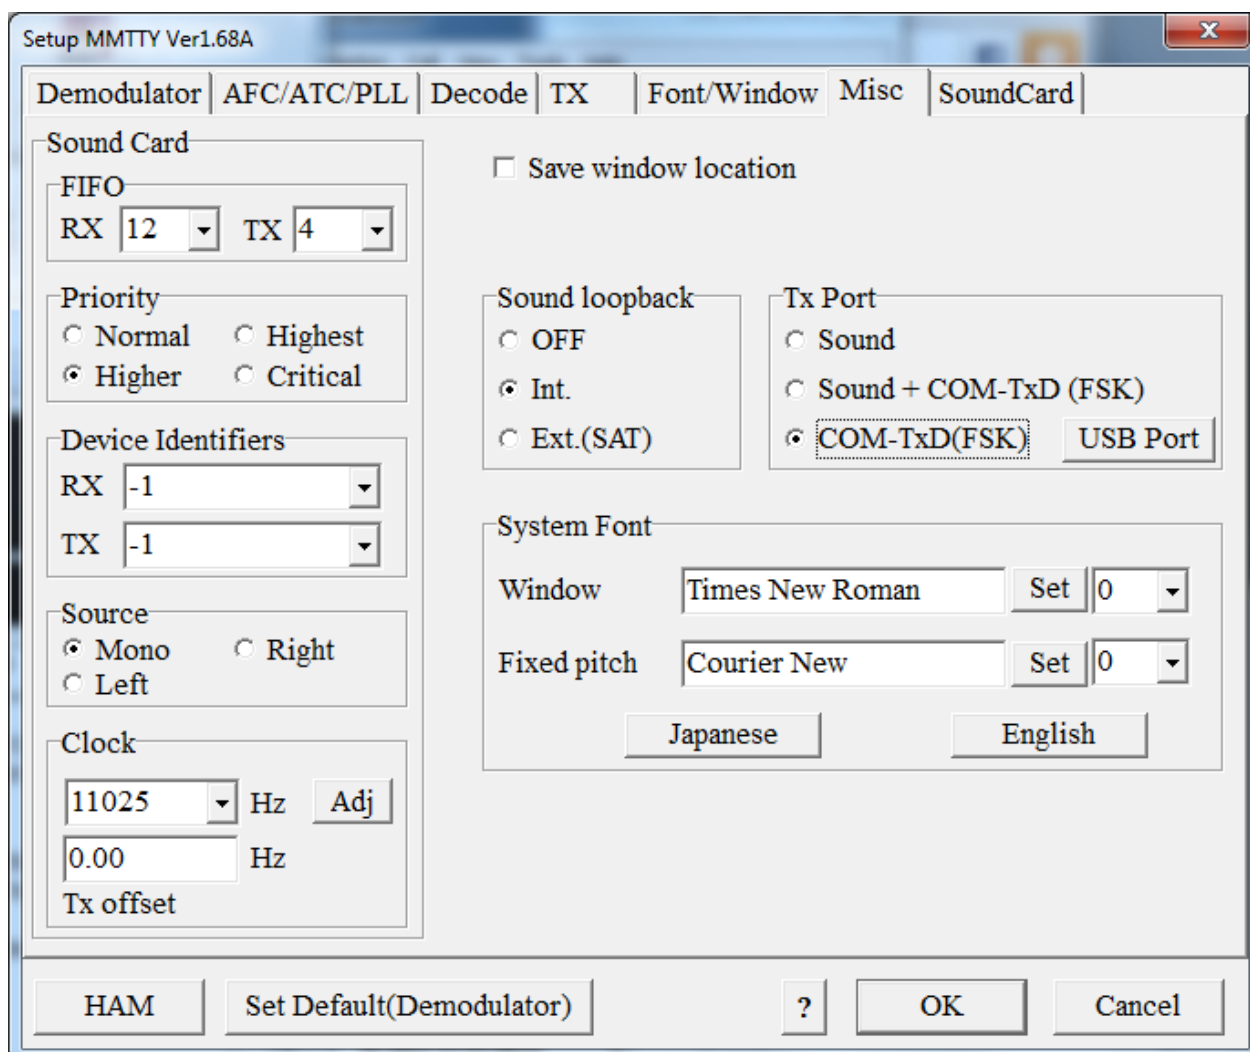 Setup MMTTY Ver1.68A
Demodulator AFC/ATC/PLL Decode TX Font/Window Misc SoundCard
Sound Card
FIFO
RX 12 TX 4
Priority
Normal Highest
Higher Critical
Device Identifiers
RX -1
TX -1
Source
Mono Right
Left
Clock
11025 Hz Adj
0.00 Hz
Tx offset
Save window location
Sound loopback
OFF
Int.
Ext.(SAT)
Tx Port
Sound
Sound + COM-TxD (FSK)
COM-TxD(FSK) USB Port
System Font
Window Times New Roman Set 0
Fixed pitch Courier New Set 0
Japanese English
HAM Set Default(Demodulator) ? OK Cancel